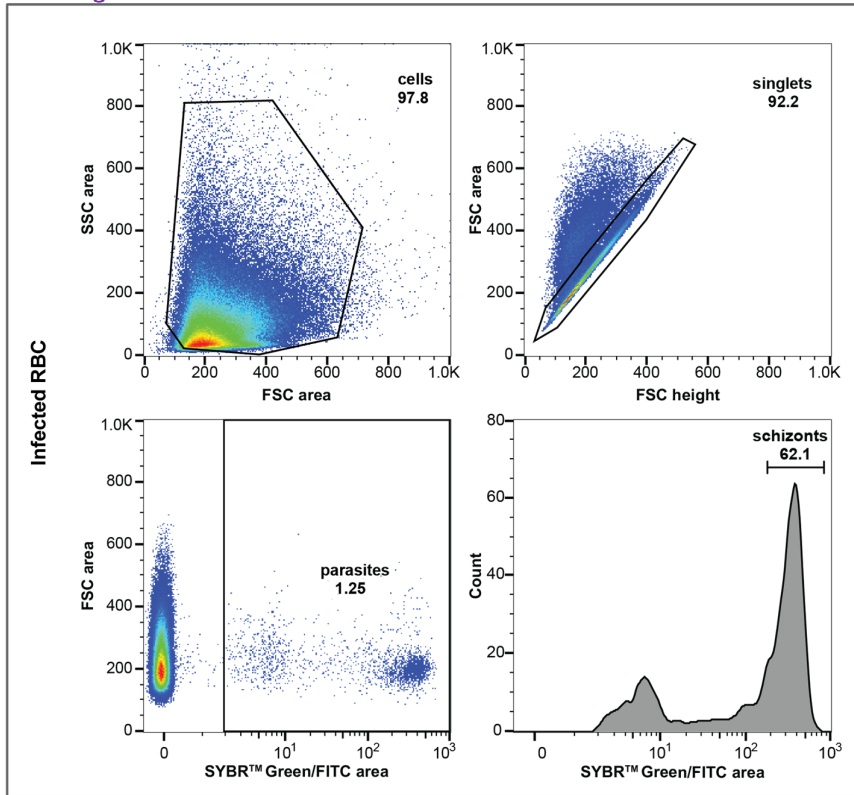 Infected RBC
1.0K
800
600
400
200
0
SSC area
cells
97.8
0 200 400 600 800 1.0K
FSC area
1.0K
800
600
400
200
0
FSC area
singlets
92.2
0 200 400 600 800 1.0K
FSC height
1.0K
800
600
400
200
0
FSC area
parasites
1.25
0 10¹ 10² 10³
SYBR™ Green/FITC area
80
60
40
20
0
Count
schizonts
62.1
0 10¹ 10² 10³
SYBR™ Green/FITC area